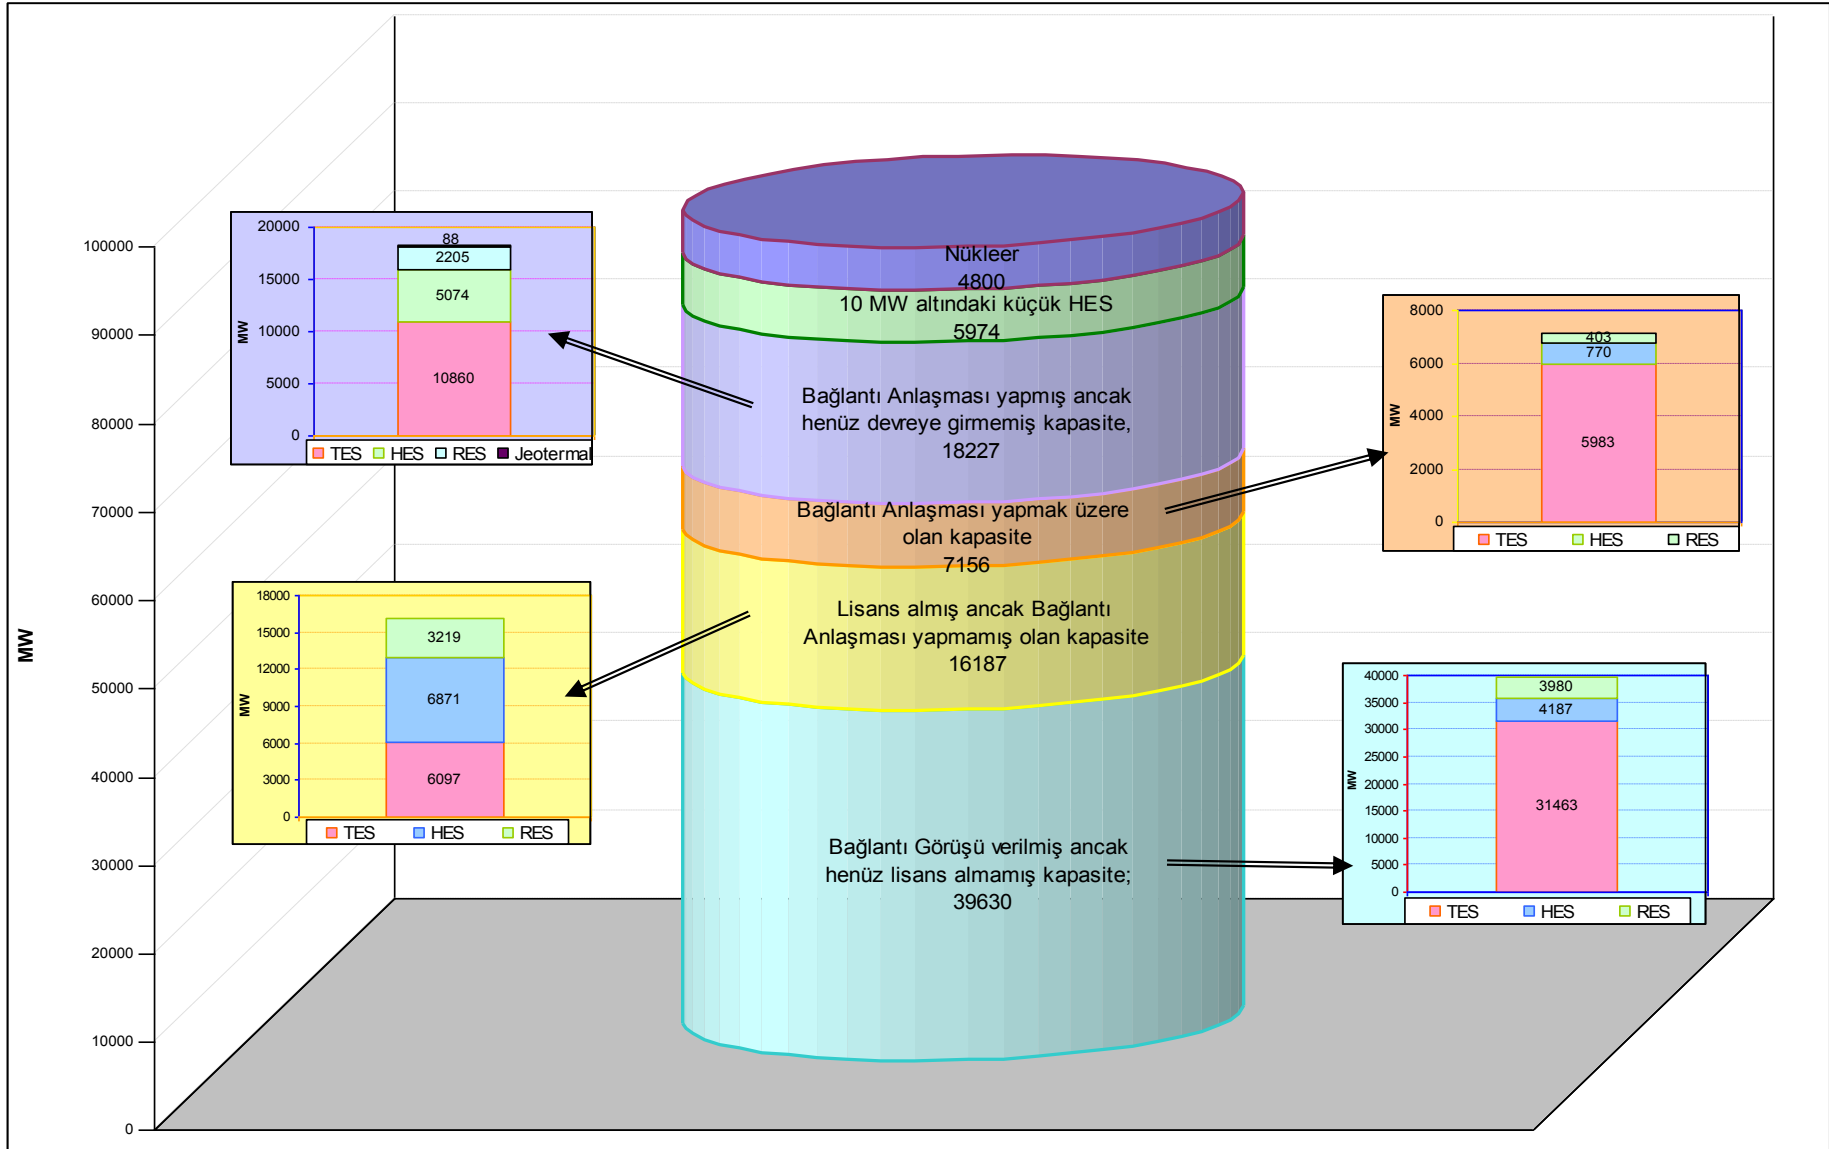 MW
100000
90000
80000
70000
60000
50000
40000
30000
20000
10000
0
Nükleer
4800
10 MW altındaki küçük HES
5974
Bağlantı Anlaşması yapmış ancak
henüz devreye girmemiş kapasite,
18227
Bağlantı Anlaşması yapmak üzere
olan kapasite
7156
Lisans almış ancak Bağlantı
Anlaşması yapmamış olan kapasite
16187
Bağlantı Görüşü verilmiş ancak
henüz lisans almamış kapasite;
39630
MW
20000
15000
10000
5000
0
88
2205
5074
10860
TES HES RES Jeotermal
MW
8000
6000
4000
2000
0
403
770
5983
TES HES RES
MW
18000
15000
12000
9000
6000
3000
0
3219
6871
6097
TES HES RES
MW
40000
35000
30000
25000
20000
15000
10000
5000
0
3980
4187
31463
TES HES RES